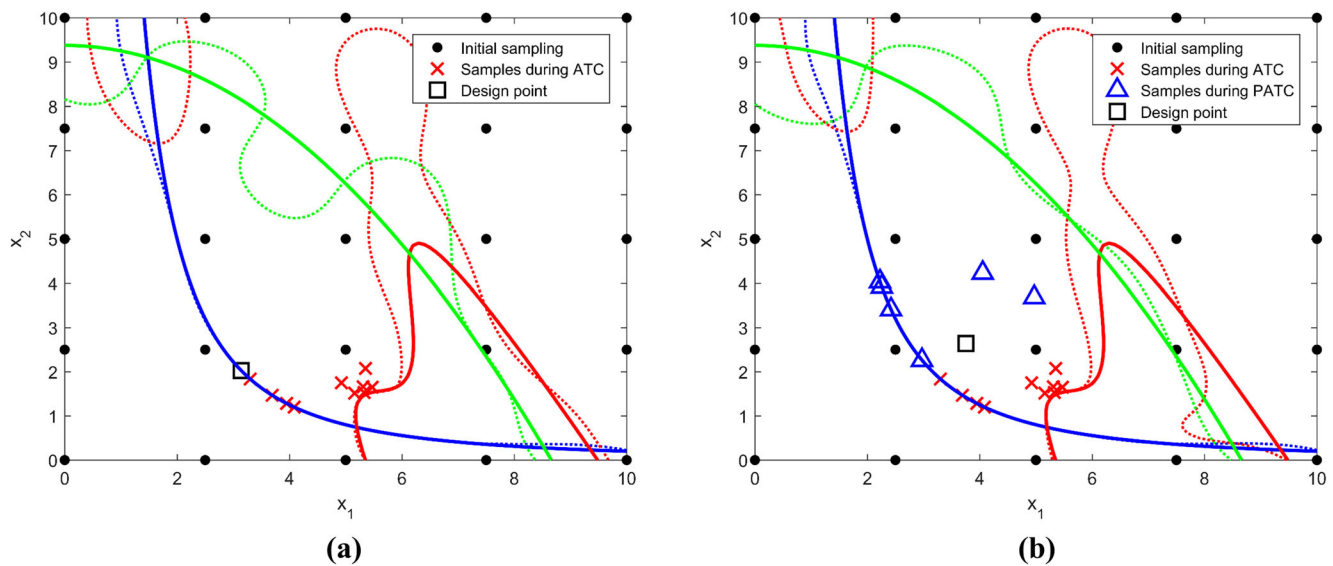 10
9
8
7
6
5
4
3
2
1
0
x2
0 2 4 6 8 10
x1
Initial sampling
Samples during ATC
Design point
(a)
10
9
8
7
6
5
4
3
2
1
0
x2
0 2 4 6 8 10
x1
Initial sampling
Samples during ATC
Samples during PATC
Design point
(b)